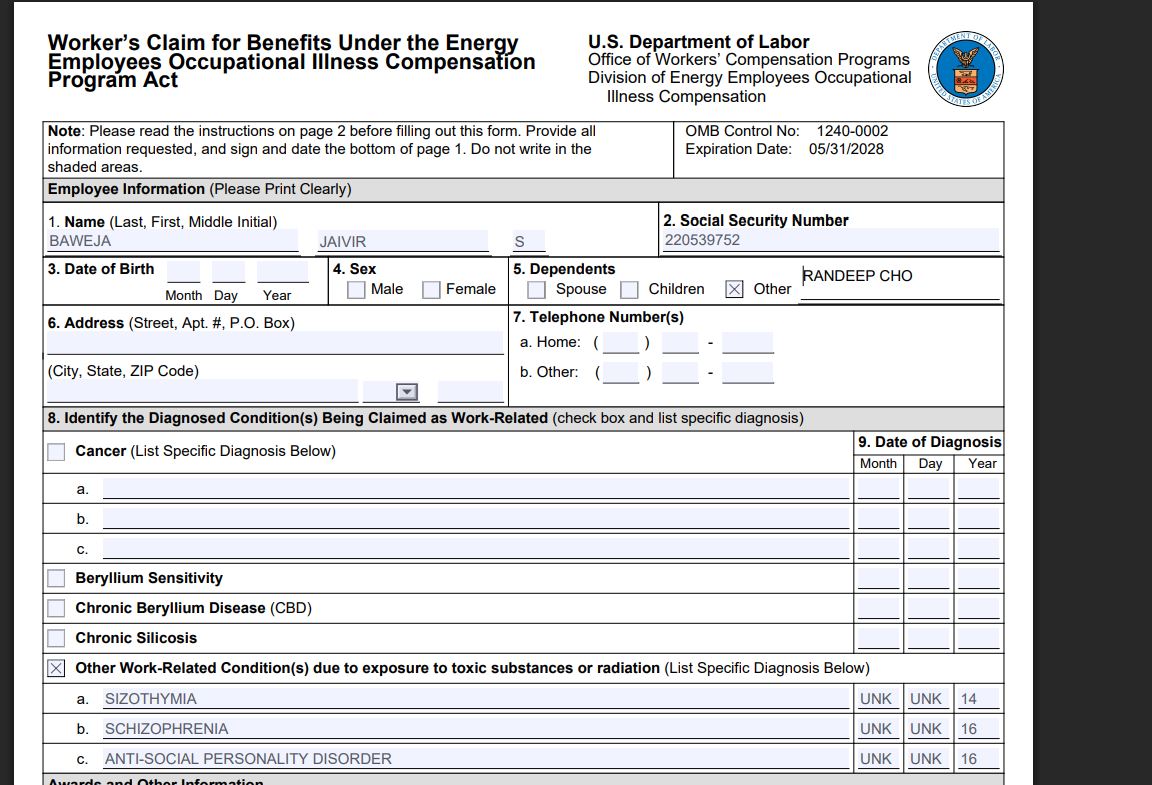 Worker's Claim for Benefits Under the Energy
Employees Occupational Illness Compensation
Program Act
U.S. Department of Labor
Office of Workers' Compensation Programs
Division of Energy Employees Occupational
Illness Compensation
DEPARTMENT OF LABOR
UNITED STATES OF AMERICA
Note: Please read the instructions on page 2 before filling out this form. Provide all
information requested, and sign and date the bottom of page 1. Do not write in the
shaded areas.
OMB Control No: 1240-0002
Expiration Date: 05/31/2028
Employee Information (Please Print Clearly)
1. Name (Last, First, Middle Initial)
BAWEJA JAIVIR S
2. Social Security Number
220539752
3. Date of Birth
Month Day Year
4. Sex
Male Female
5. Dependents
Spouse Children Other RANDEEP CHO
6. Address (Street, Apt. #, P.O. Box)
(City, State, ZIP Code)
7. Telephone Number(s)
a. Home: ( ) -
b. Other: ( ) -
8. Identify the Diagnosed Condition(s) Being Claimed as Work-Related (check box and list specific diagnosis)
Cancer (List Specific Diagnosis Below)
9. Date of Diagnosis
Month Day Year
a.
b.
c.
Beryllium Sensitivity
Chronic Beryllium Disease (CBD)
Chronic Silicosis
Other Work-Related Condition(s) due to exposure to toxic substances or radiation (List Specific Diagnosis Below)
a. SIZOTHYMIA UNK UNK 14
b. SCHIZOPHRENIA UNK UNK 16
c. ANTI-SOCIAL PERSONALITY DISORDER UNK UNK 16
Awards and Other Information